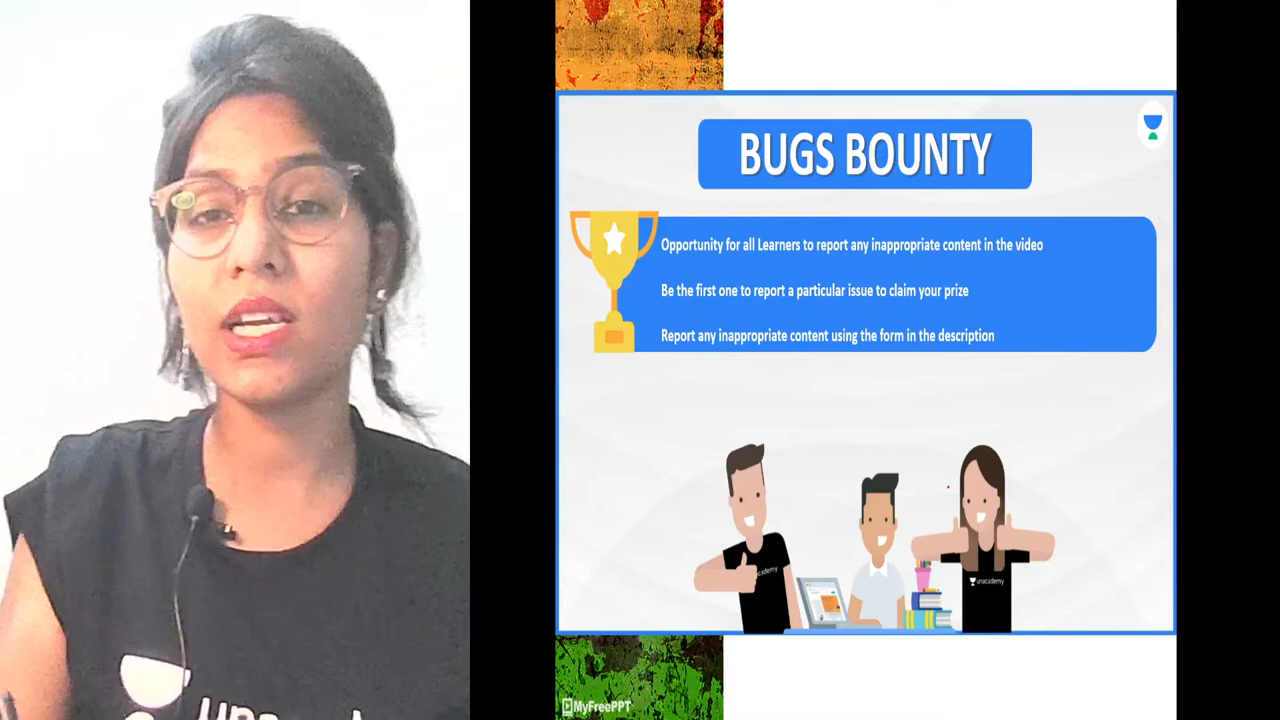 BUGS BOUNTY
Opportunity for all Learners to report any inappropriate content in the video
Be the first one to report a particular issue to claim your prize
Report any inappropriate content using the form in the description
unacademy
MyFreePPT